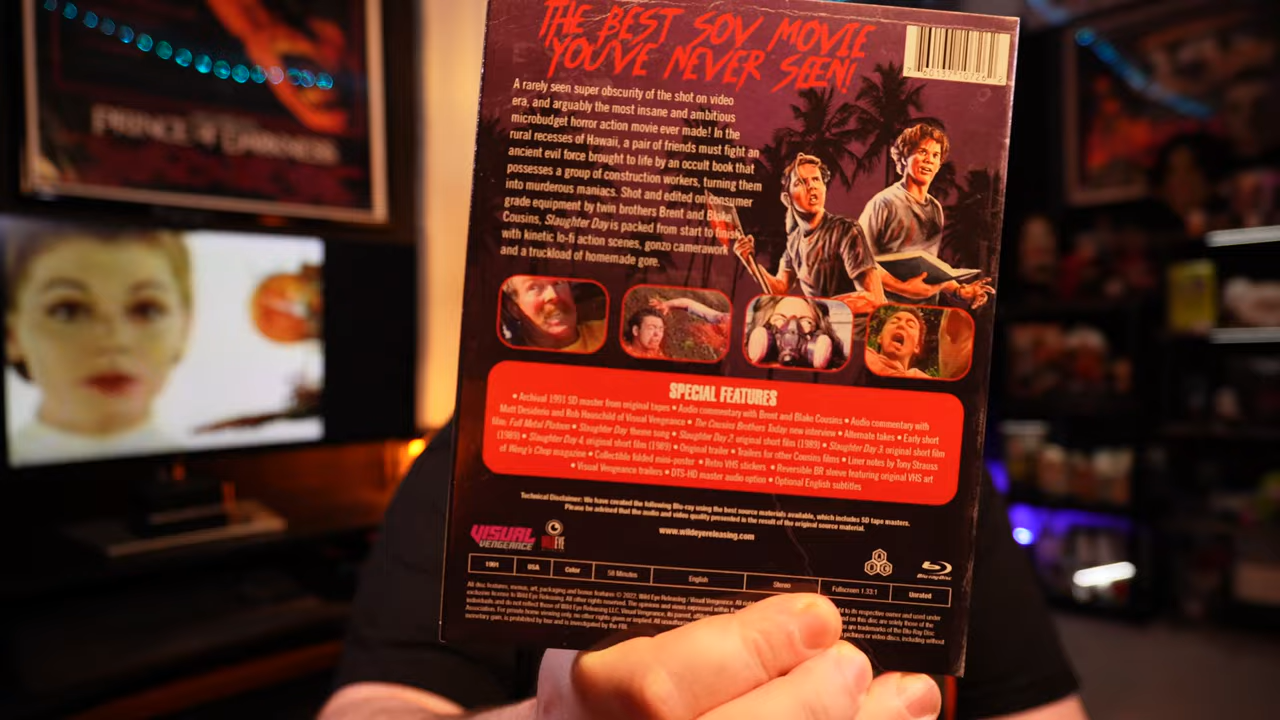 PRINCE OF DARKNESS
THE BEST SOV MOVIE
YOU'VE NEVER SEEN!
A rarely seen super obscurity of the shot on video
era, and arguably the most insane and ambitious
microbudget horror action movie ever made! In the
rural recesses of Hawaii, a pair of friends must fight an
ancient evil force brought to life by an occult book that
possesses a group of construction workers, turning them
into murderous maniacs. Shot and edited on consumer
grade equipment by twin brothers Brent and Blake
Cousins, Slaughter Day is packed from start to finish
with kinetic lo-fi action scenes, gonzo camerawork
and a truckload of homemade gore.
SPECIAL FEATURES
• Archival 1991 SD master from original tapes • Audio commentary with Brent and Blake Cousins • Audio commentary with
Matt Desiderio and Rob Hauschild of Visual Vengeance • The Cousins Brothers Today new interview • Alternate takes • Early short
film: Full Metal Platoon • Slaughter Day theme song • Slaughter Day 2: original short film (1989) • Slaughter Day 3: original short film
(1989) • Slaughter Day 4, original short film (1989) • Original trailer • Trailers for other Cousins films • Liner notes by Tony Strauss
of Weng's Chop magazine • Collectible folded mini-poster • Retro VHS stickers • Reversible BR sleeve featuring original VHS art
• Visual Vengeance trailers • DTS-HD master audio option • Optional English subtitles
Technical Disclaimer: We have created the following Blu-ray using the best source materials available, which includes SD tape masters.
Please be advised that the audio and video quality presented is the result of the original source material.
VISUAL
VENGEANCE
WILD EYE
www.wildeyereleasing.com
Blu-ray Disc
1991 USA Color 58 Minutes English Stereo Fullscreen 1.33:1 Unrated